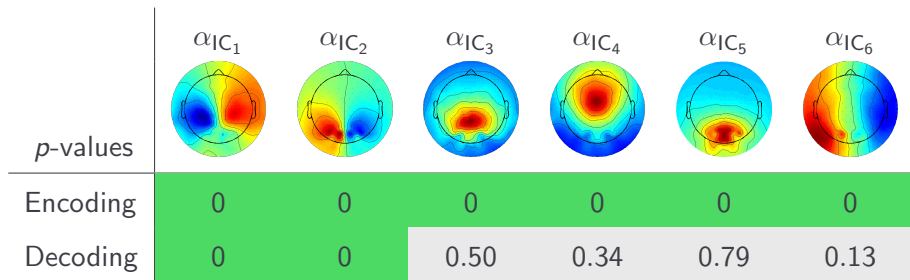 α_IC₁ α_IC₂ α_IC₃ α_IC₄ α_IC₅ α_IC₆
p-values
Encoding 0 0 0 0 0 0
Decoding 0 0 0.50 0.34 0.79 0.13